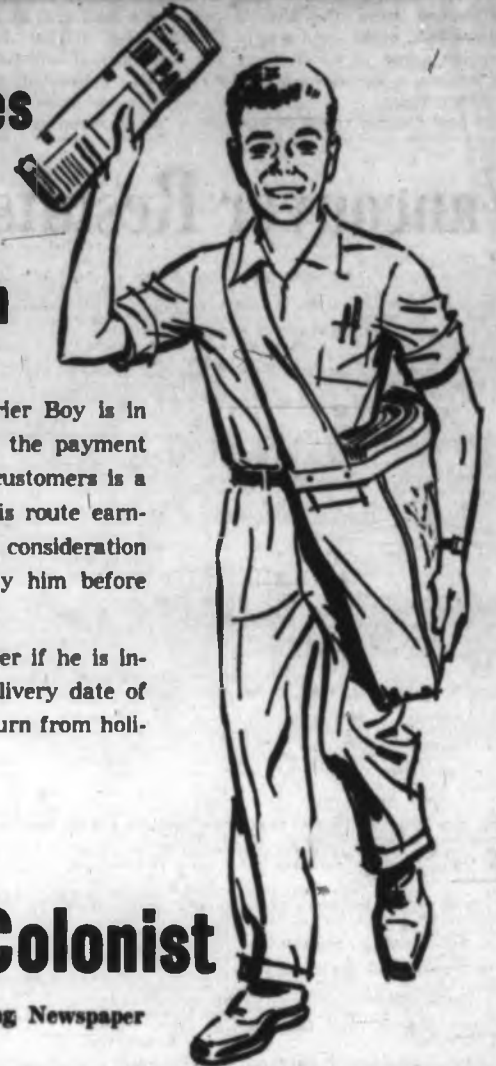 es
n
rier Boy is in
the payment
customers is a
is route earn-
consideration
y him before
er if he is in-
livery date of
urn from holi-
Colonist
ng Newspaper